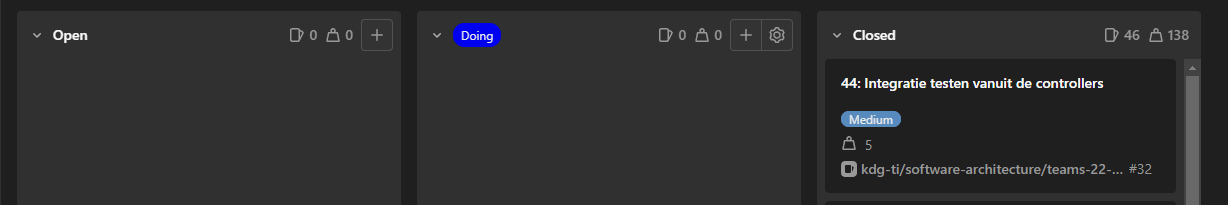 Open 0 0
Doing 0 0
Closed 46 138
44: Integratie testen vanuit de controllers
Medium
5
kdg-ti/software-architecture/teams-22-... #32